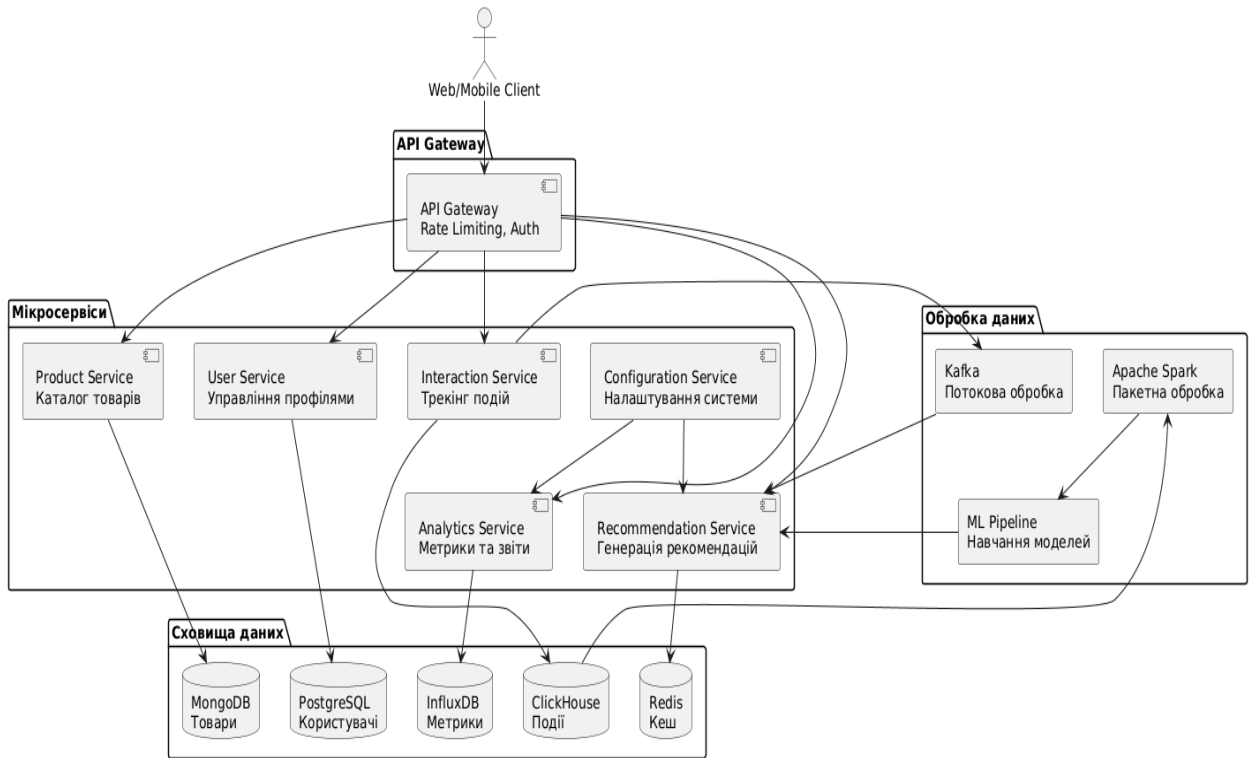 Web/Mobile Client
API Gateway
API Gateway
Rate Limiting, Auth
Мікросервіси
Product Service
Каталог товарів
User Service
Управління профілями
Interaction Service
Трекінг подій
Configuration Service
Налаштування системи
Analytics Service
Метрики та звіти
Recommendation Service
Генерація рекомендацій
Обробка даних
Kafka
Потокова обробка
Apache Spark
Пакетна обробка
ML Pipeline
Навчання моделей
Сховища даних
MongoDB
Товари
PostgreSQL
Користувачі
InfluxDB
Метрики
ClickHouse
Події
Redis
Кеш